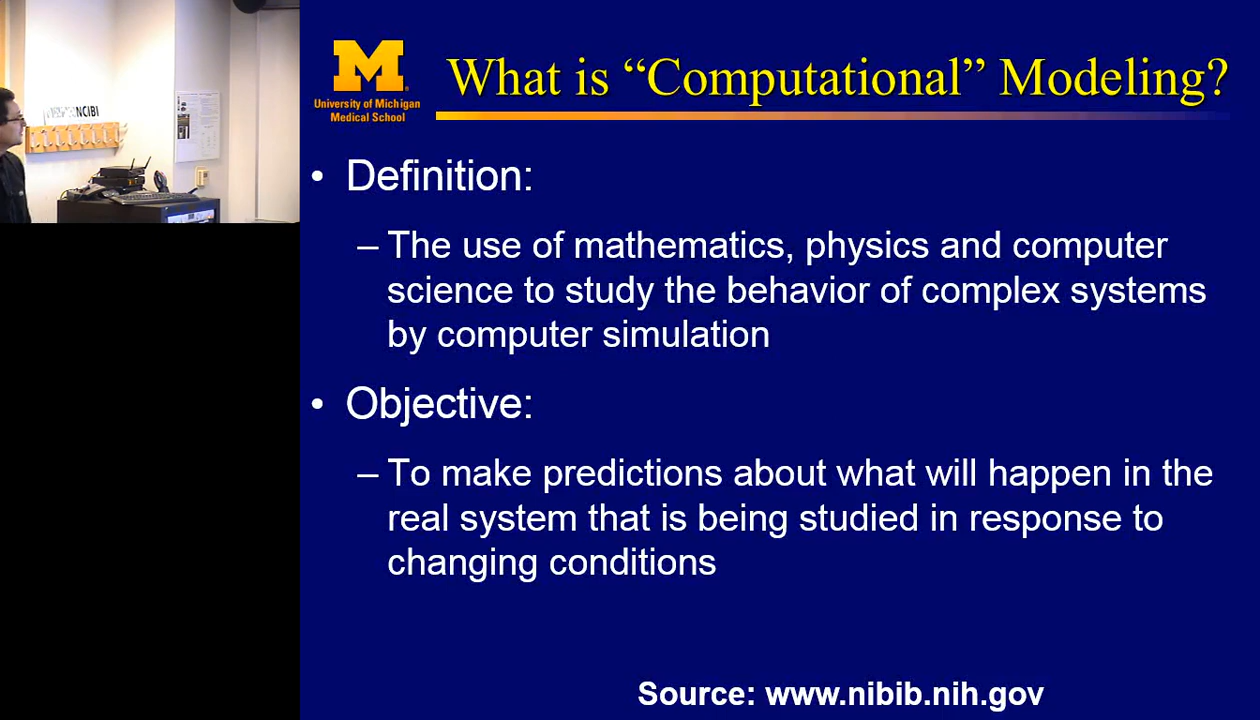 NCIBI
M
University of Michigan
Medical School
What is “Computational” Modeling?
• Definition:
– The use of mathematics, physics and computer
science to study the behavior of complex systems
by computer simulation
• Objective:
– To make predictions about what will happen in the
real system that is being studied in response to
changing conditions
Source: www.nibib.nih.gov